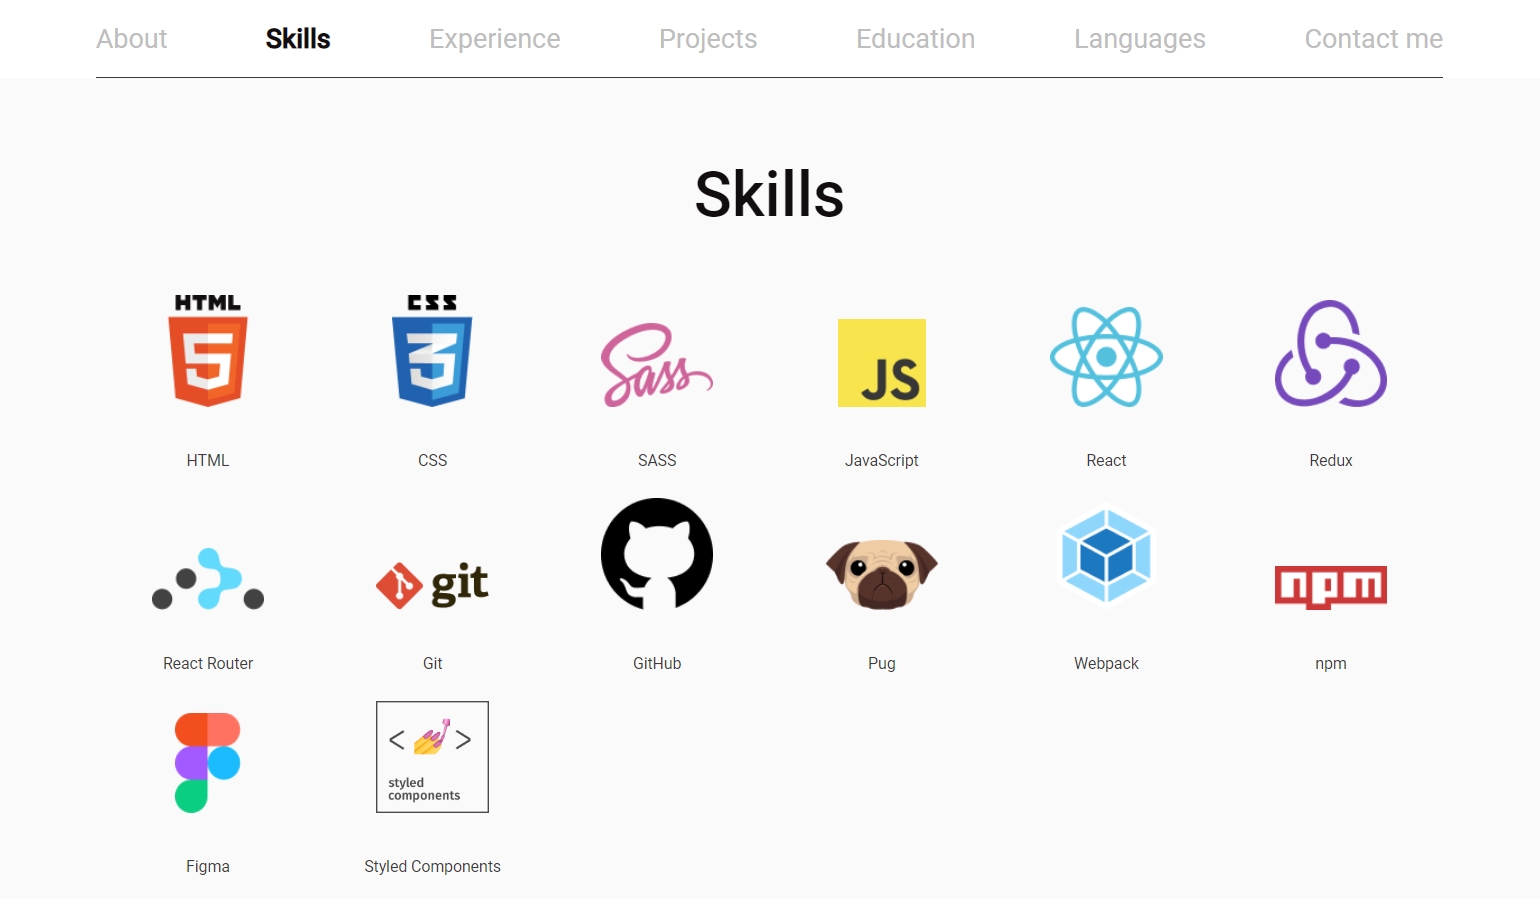 About Skills Experience Projects Education Languages Contact me
Skills
HTML CSS
5 3 Sass JS
HTML CSS SASS JavaScript React Redux
git npm
React Router Git GitHub Pug Webpack npm
< >
styled
components
Figma Styled Components